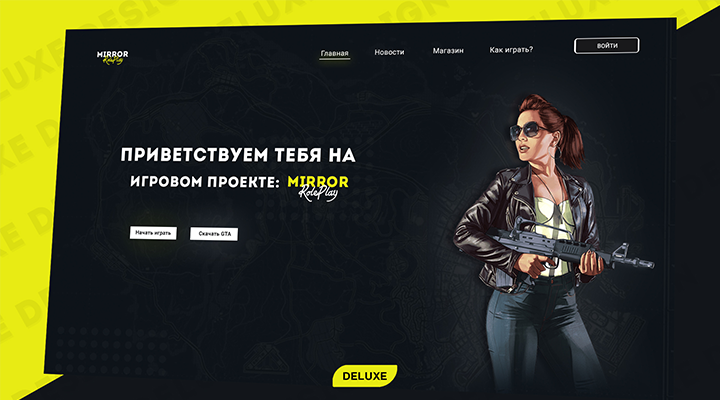 DELUXE DESIGN
MIRROR
RolePlay
Главная
Новости
Магазин
Как играть?
ВОЙТИ
ПРИВЕТСТВУЕМ ТЕБЯ НА
ИГРОВОМ ПРОЕКТЕ: MIRROR
RolePlay
Начать играть
Скачать GTA
DELUXE